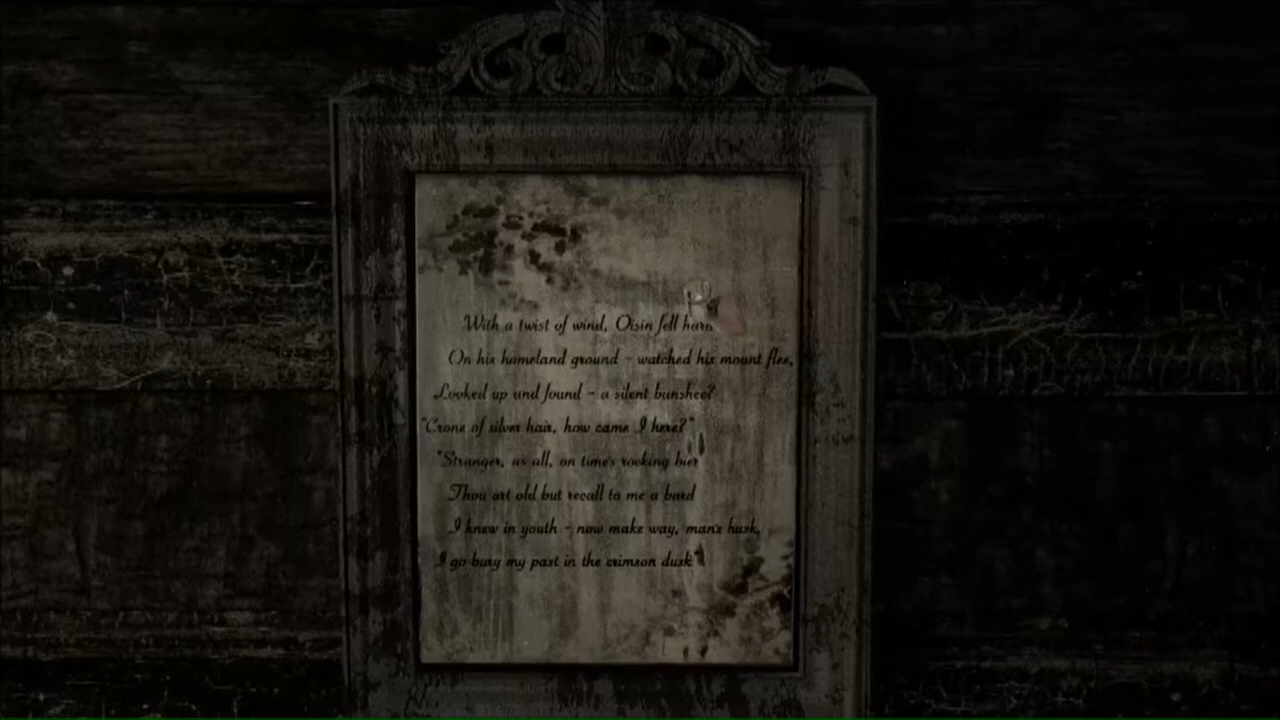 With a twist of wind, Oisin fell hard
On his homeland ground - watched his mount flee,
Looked up and found - a silent banshee?
"Crone of silver hair, how came I here?"
"Stranger, as all, on time's rooking bier
Thou art old but recall to me a bard
I knew in youth - now make way, man's husk,
I go bury my past in the crimson dusk"